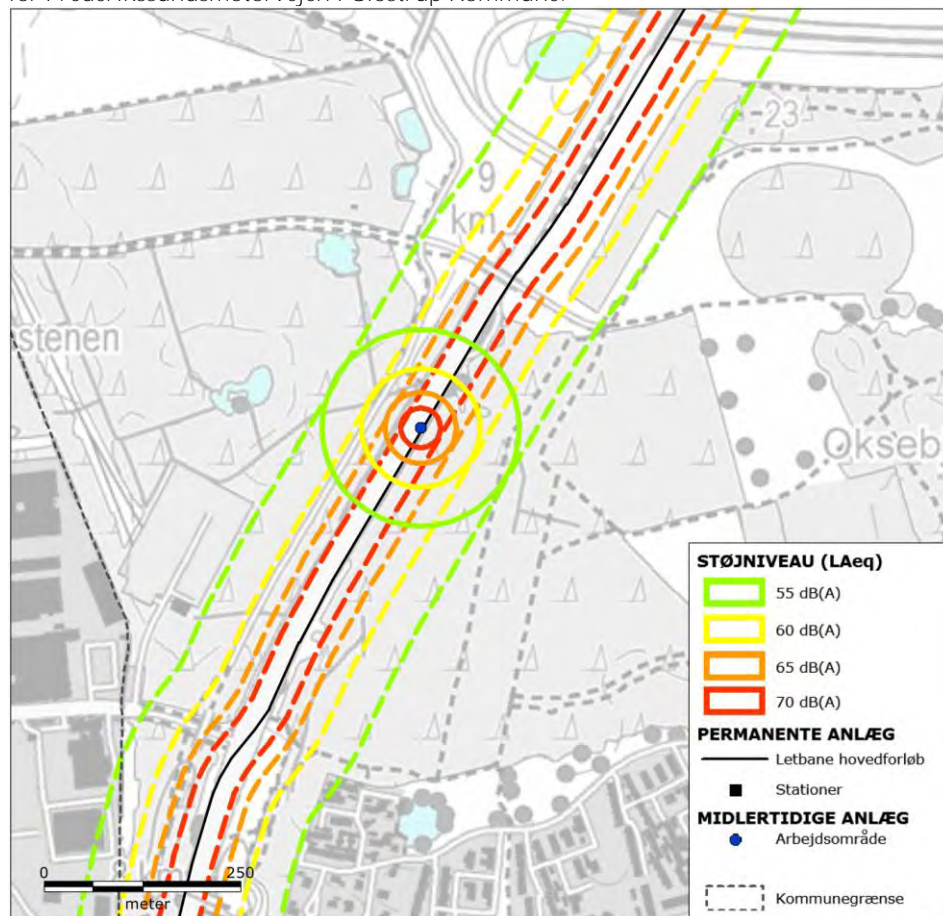 23
9
km
stenen
Okseb
STØJNIVEAU (LAeq)
55 dB(A)
60 dB(A)
65 dB(A)
70 dB(A)
PERMANENTE ANLÆG
Letbane hovedforløb
Stationer
MIDLERTIDIGE ANLÆG
Arbejdsområde
Kommunegrænse
0
250
meter